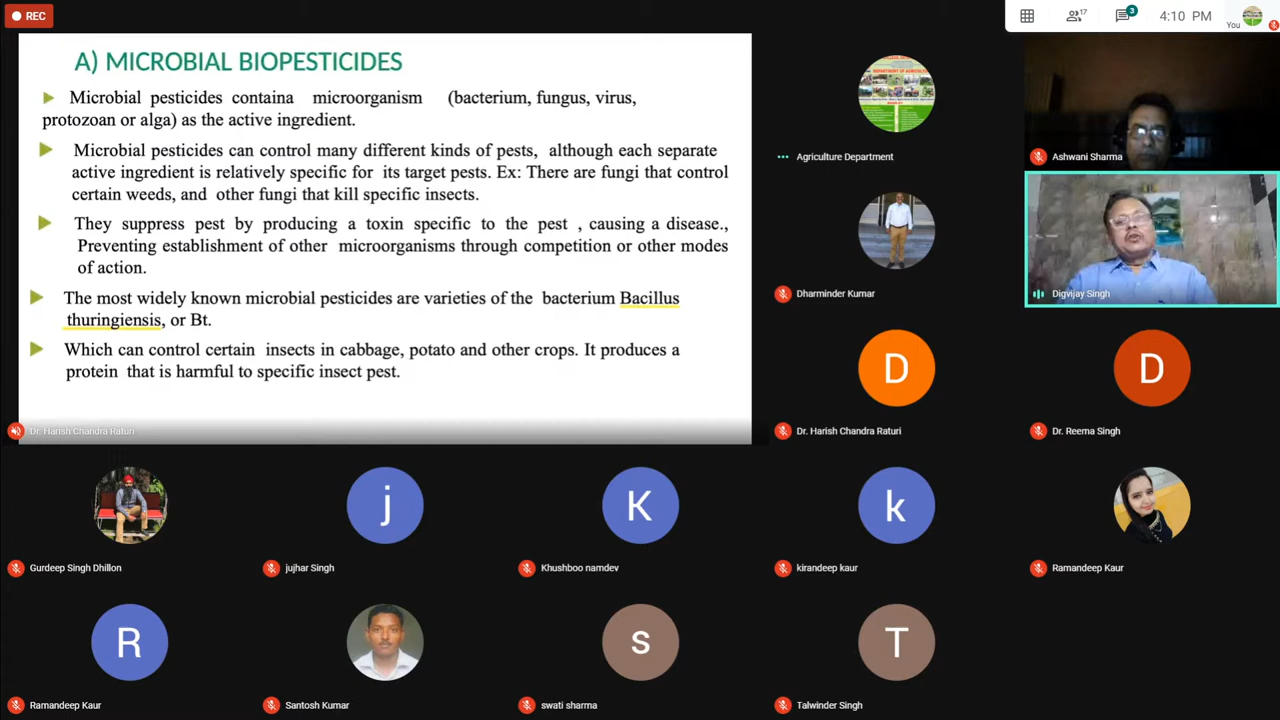 REC
17
3
4:10 PM
You
A) MICROBIAL BIOPESTICIDES
Microbial pesticides containa microorganism (bacterium, fungus, virus,
protozoan or alga) as the active ingredient.
Microbial pesticides can control many different kinds of pests, although each separate
active ingredient is relatively specific for its target pests. Ex: There are fungi that control
certain weeds, and other fungi that kill specific insects.
They suppress pest by producing a toxin specific to the pest , causing a disease.,
Preventing establishment of other microorganisms through competition or other modes
of action.
The most widely known microbial pesticides are varieties of the bacterium Bacillus
thuringiensis, or Bt.
Which can control certain insects in cabbage, potato and other crops. It produces a
protein that is harmful to specific insect pest.
Dr. Harish Chandra Raturi
DEPARTMENT OF AGRICULTURE
Agriculture Department
Ashwani Sharma
Dharminder Kumar
Digvijay Singh
D
Dr. Harish Chandra Raturi
D
Dr. Reema Singh
Gurdeep Singh Dhillon
j
jujhar Singh
K
Khushboo namdev
k
kirandeep kaur
Ramandeep Kaur
R
Ramandeep Kaur
Santosh Kumar
s
swati sharma
T
Talwinder Singh